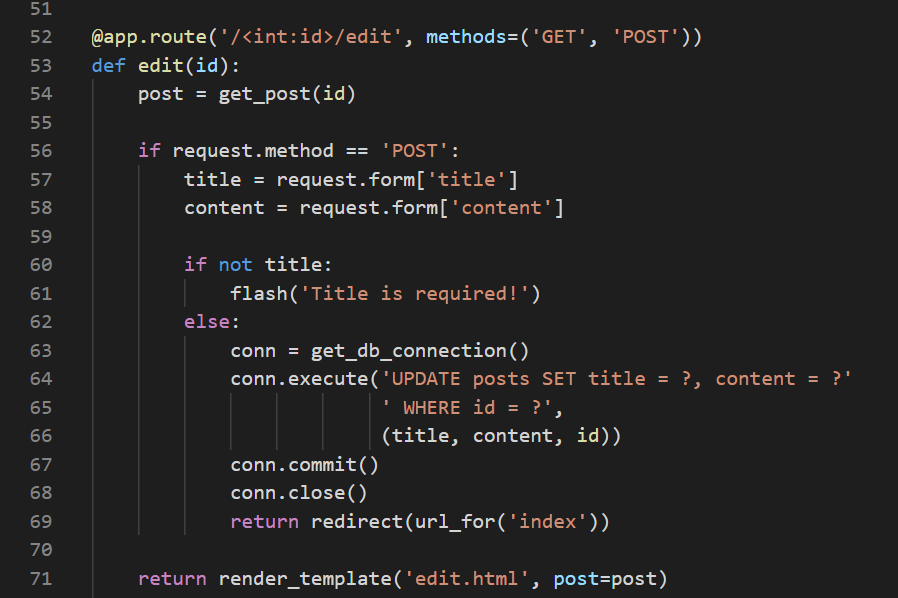 51
52 @app.route('/<int:id>/edit', methods=('GET', 'POST'))
53 def edit(id):
54     post = get_post(id)
55
56     if request.method == 'POST':
57         title = request.form['title']
58         content = request.form['content']
59
60         if not title:
61             flash('Title is required!')
62         else:
63             conn = get_db_connection()
64             conn.execute('UPDATE posts SET title = ?, content = ?'
65                          ' WHERE id = ?',
66                          (title, content, id))
67             conn.commit()
68             conn.close()
69             return redirect(url_for('index'))
70
71     return render_template('edit.html', post=post)